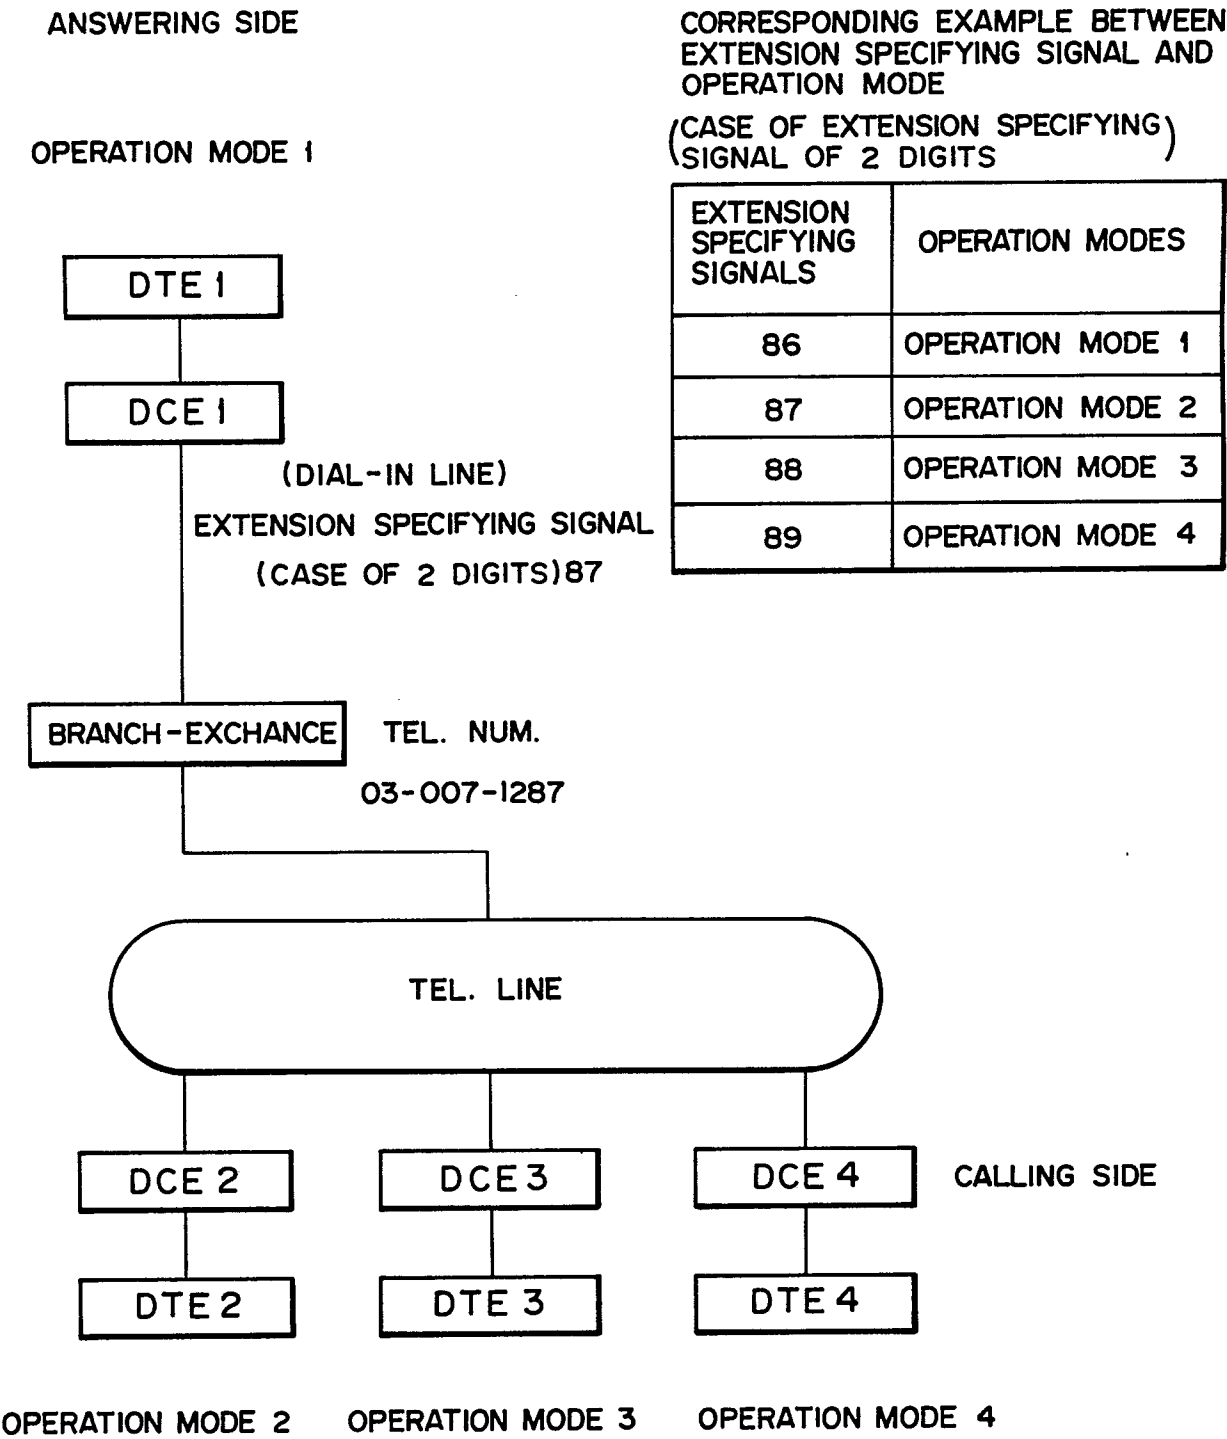 ANSWERING SIDE
OPERATION MODE 1
CORRESPONDING EXAMPLE BETWEEN
EXTENSION SPECIFYING SIGNAL AND
OPERATION MODE
(CASE OF EXTENSION SPECIFYING
SIGNAL OF 2 DIGITS)
EXTENSION
SPECIFYING
SIGNALS
OPERATION MODES
86 OPERATION MODE 1
87 OPERATION MODE 2
88 OPERATION MODE 3
89 OPERATION MODE 4
DTE 1
DCE 1
(DIAL-IN LINE)
EXTENSION SPECIFYING SIGNAL
(CASE OF 2 DIGITS)87
BRANCH-EXCHANCE
TEL. NUM.
03-007-1287
TEL. LINE
DCE 2 DCE 3 DCE 4 CALLING SIDE
DTE 2 DTE 3 DTE 4
OPERATION MODE 2 OPERATION MODE 3 OPERATION MODE 4